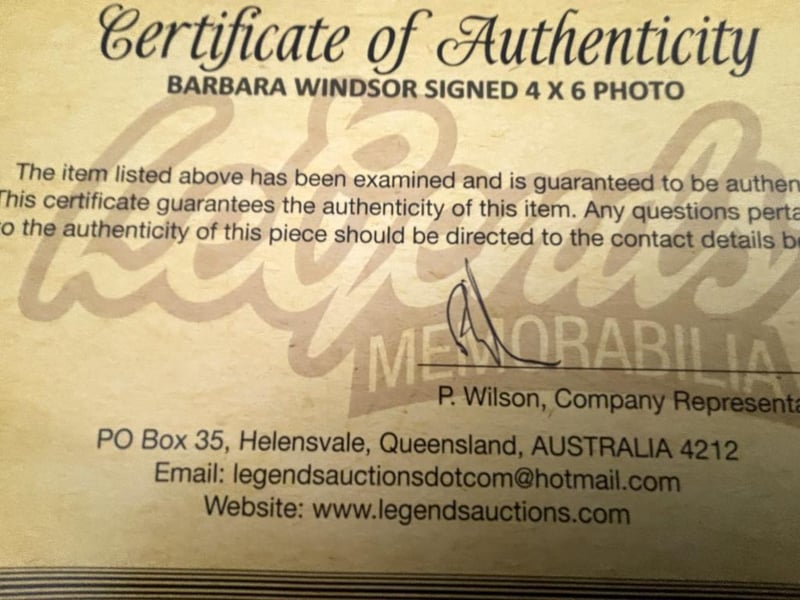 Certificate of Authenticity
BARBARA WINDSOR SIGNED 4 X 6 PHOTO
Legends
MEMORABILIA
The item listed above has been examined and is guaranteed to be authen
This certificate guarantees the authenticity of this item. Any questions perta
to the authenticity of this piece should be directed to the contact details be
P. Wilson, Company Representa
PO Box 35, Helensvale, Queensland, AUSTRALIA 4212
Email: legendsauctionsdotcom@hotmail.com
Website: www.legendsauctions.com